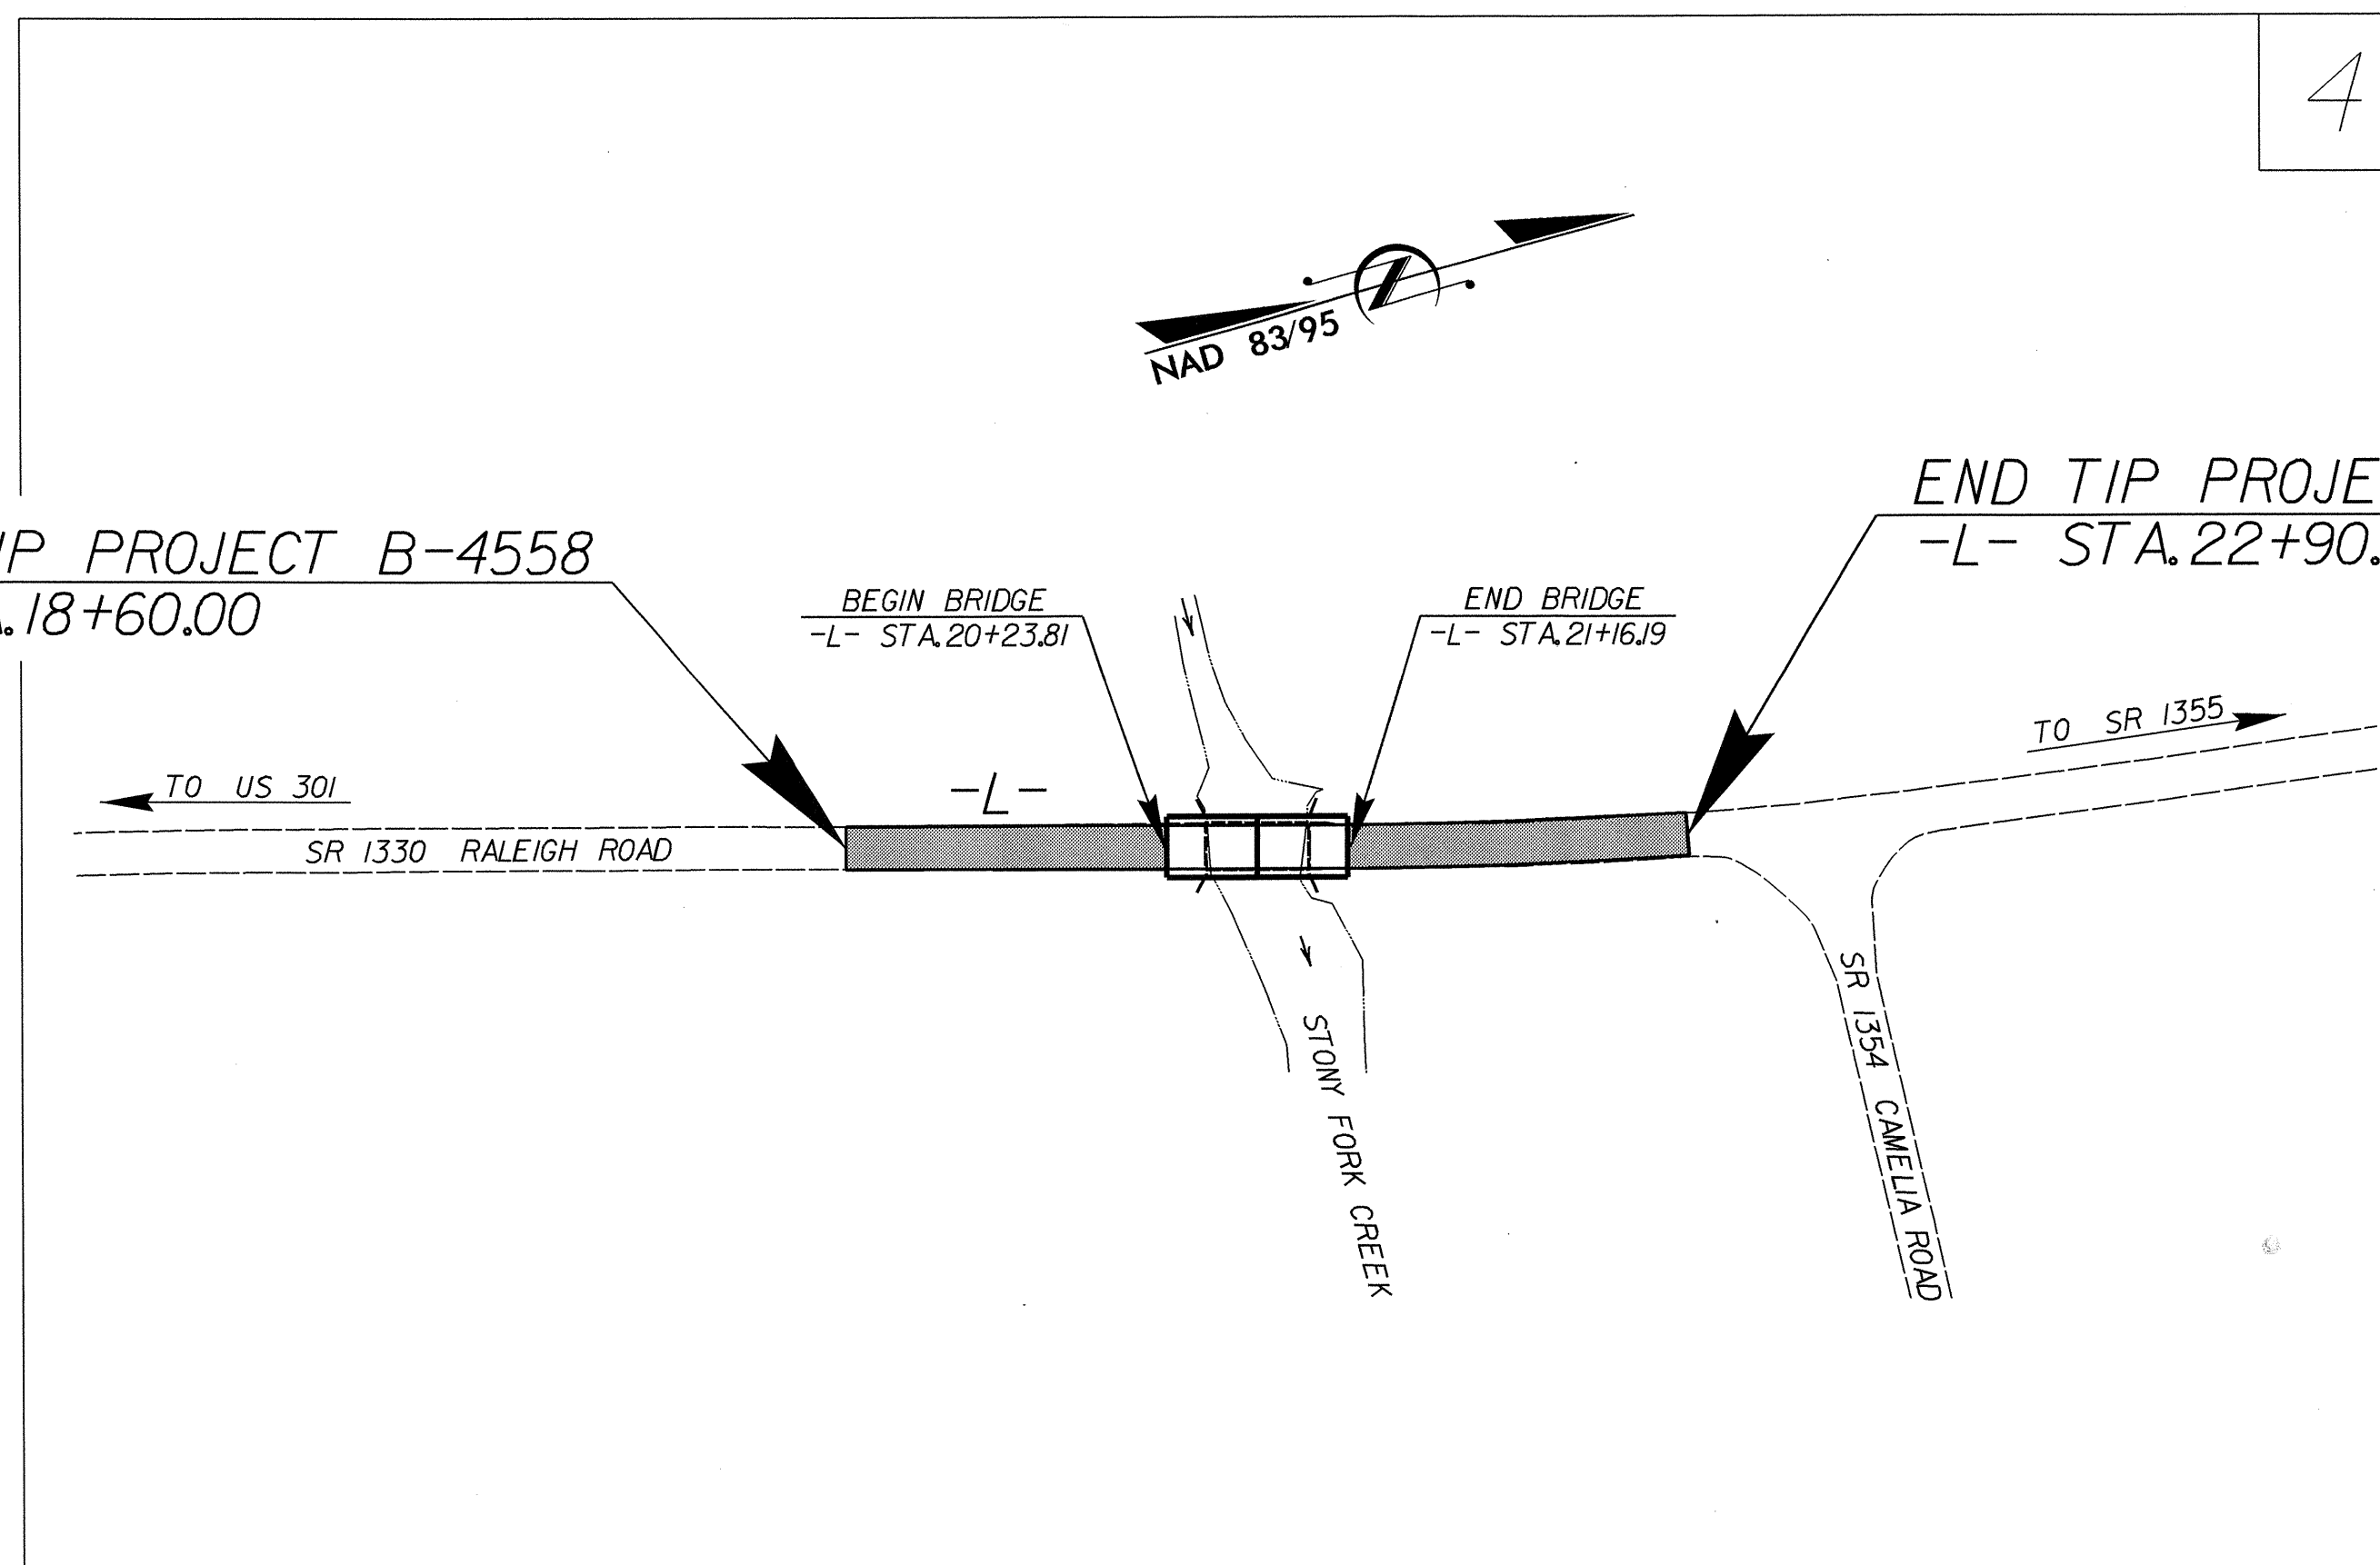 4
NAD 83/95
END TIP PROJE
-L- STA. 22+90.
IP PROJECT B-4558
.18+60.00
BEGIN BRIDGE
-L- STA. 20+23.81
END BRIDGE
-L- STA. 21+16.19
TO SR 1355
TO US 301
-L-
SR 1330 RALEIGH ROAD
STONY FORK CREEK
SR 1354 CAMELIA ROAD